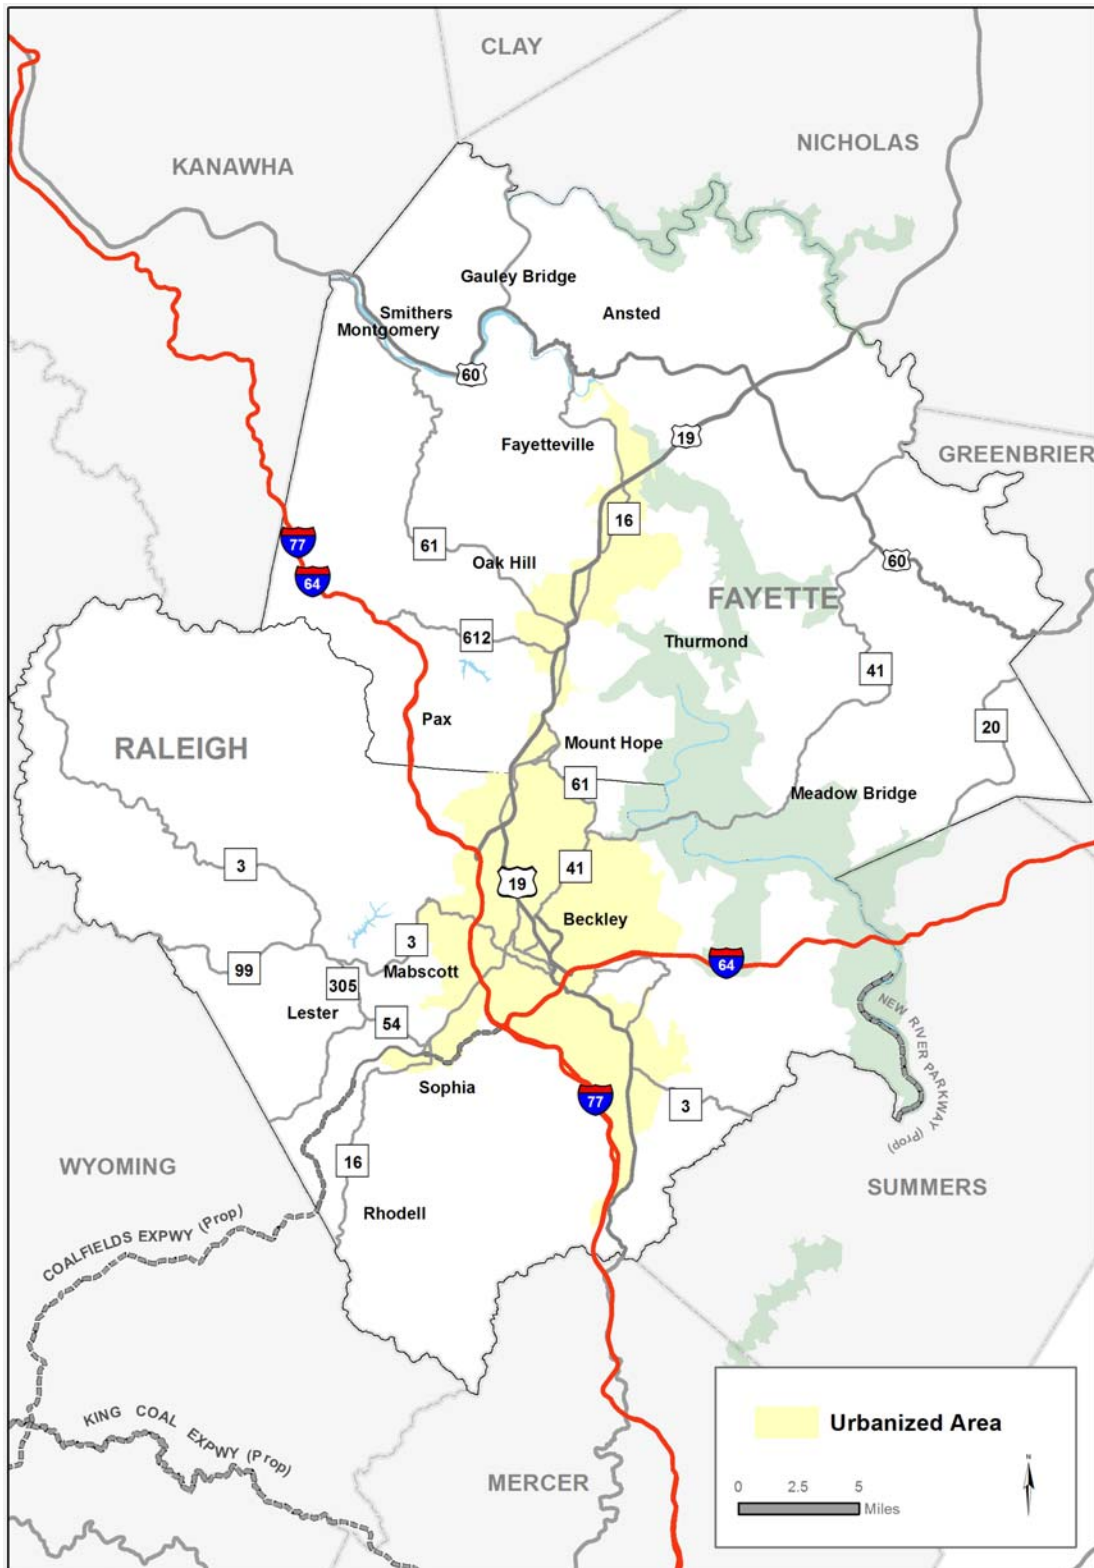 CLAY
NICHOLAS
KANAWHA
Gauley Bridge
Smithers
Ansted
Montgomery
60
19
Fayetteville
GREENBRIER
16
77
61
Oak Hill
60
64
FAYETTE
612
Thurmond
41
Pax
20
RALEIGH
Mount Hope
61
Meadow Bridge
3
41
19
Beckley
3
64
99
Mabscott
305
Lester
54
NEW RIVER PARKWAY (Prop)
Sophia
77
3
16
WYOMING
SUMMERS
Rhodell
COALFIELDS EXPWY (Prop)
KING COAL EXPWY (Prop)
Urbanized Area
N
MERCER
0 2.5 5
Miles